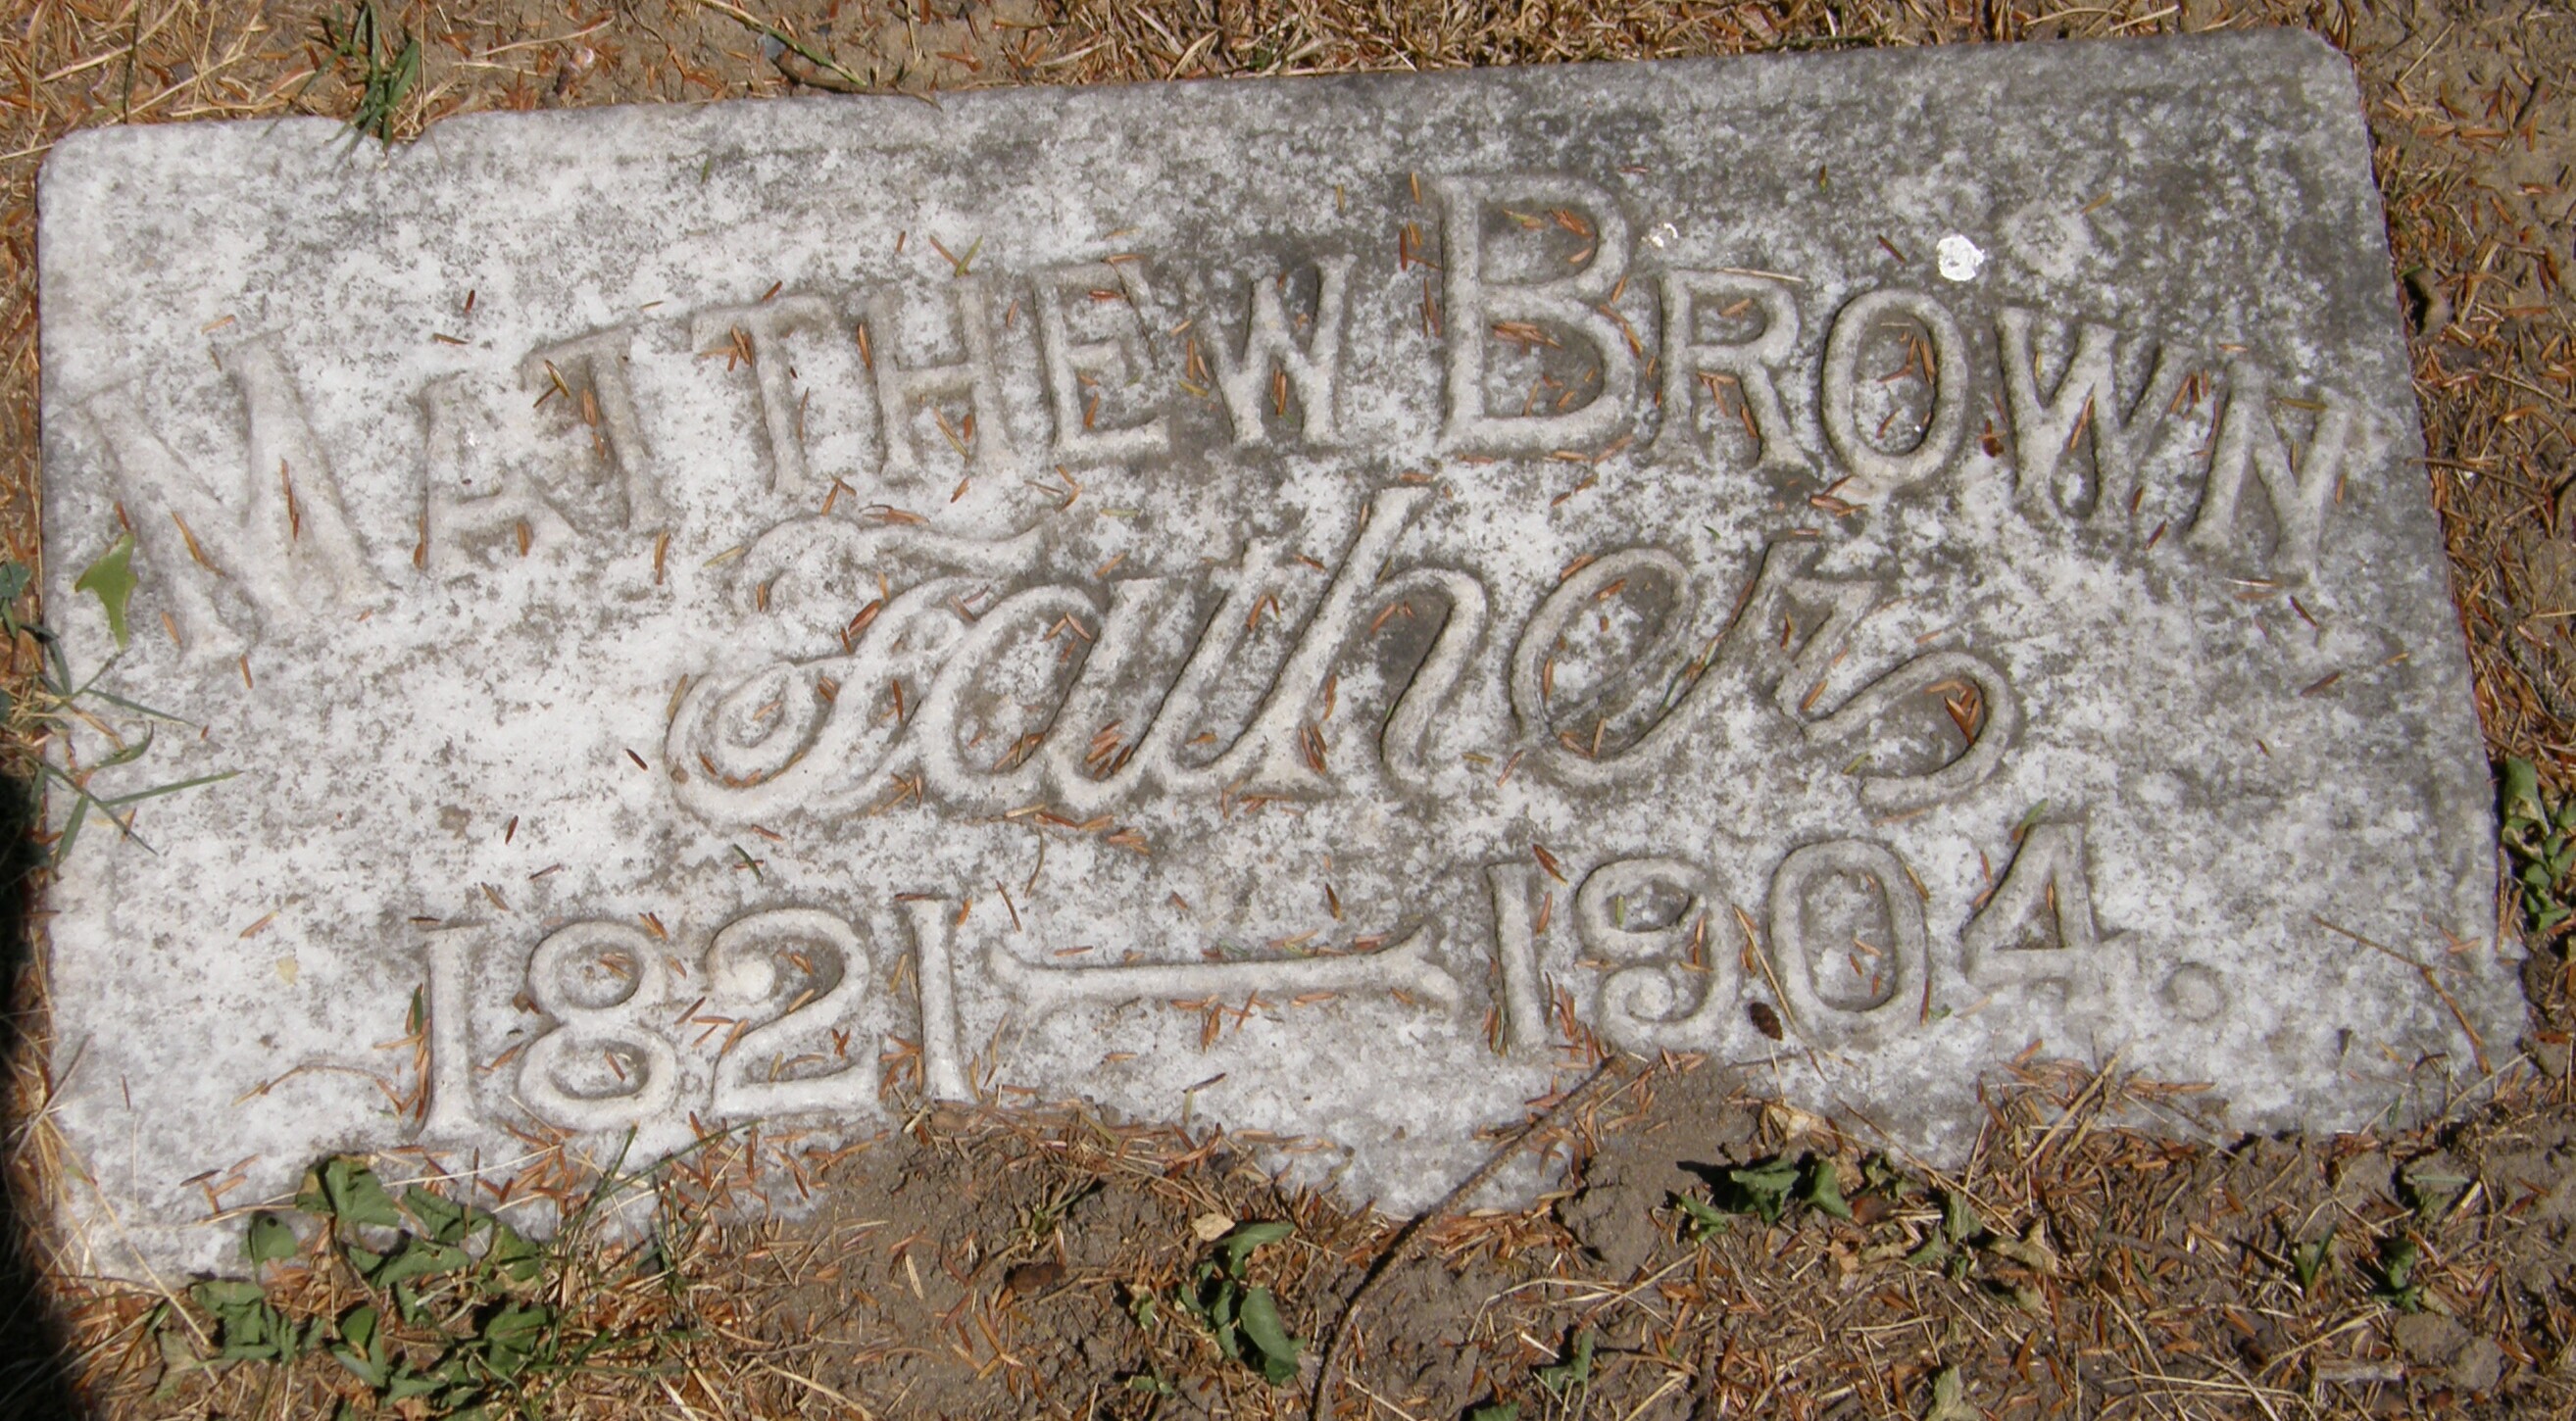 MATTHEW BROWN
Father
1821—1904.